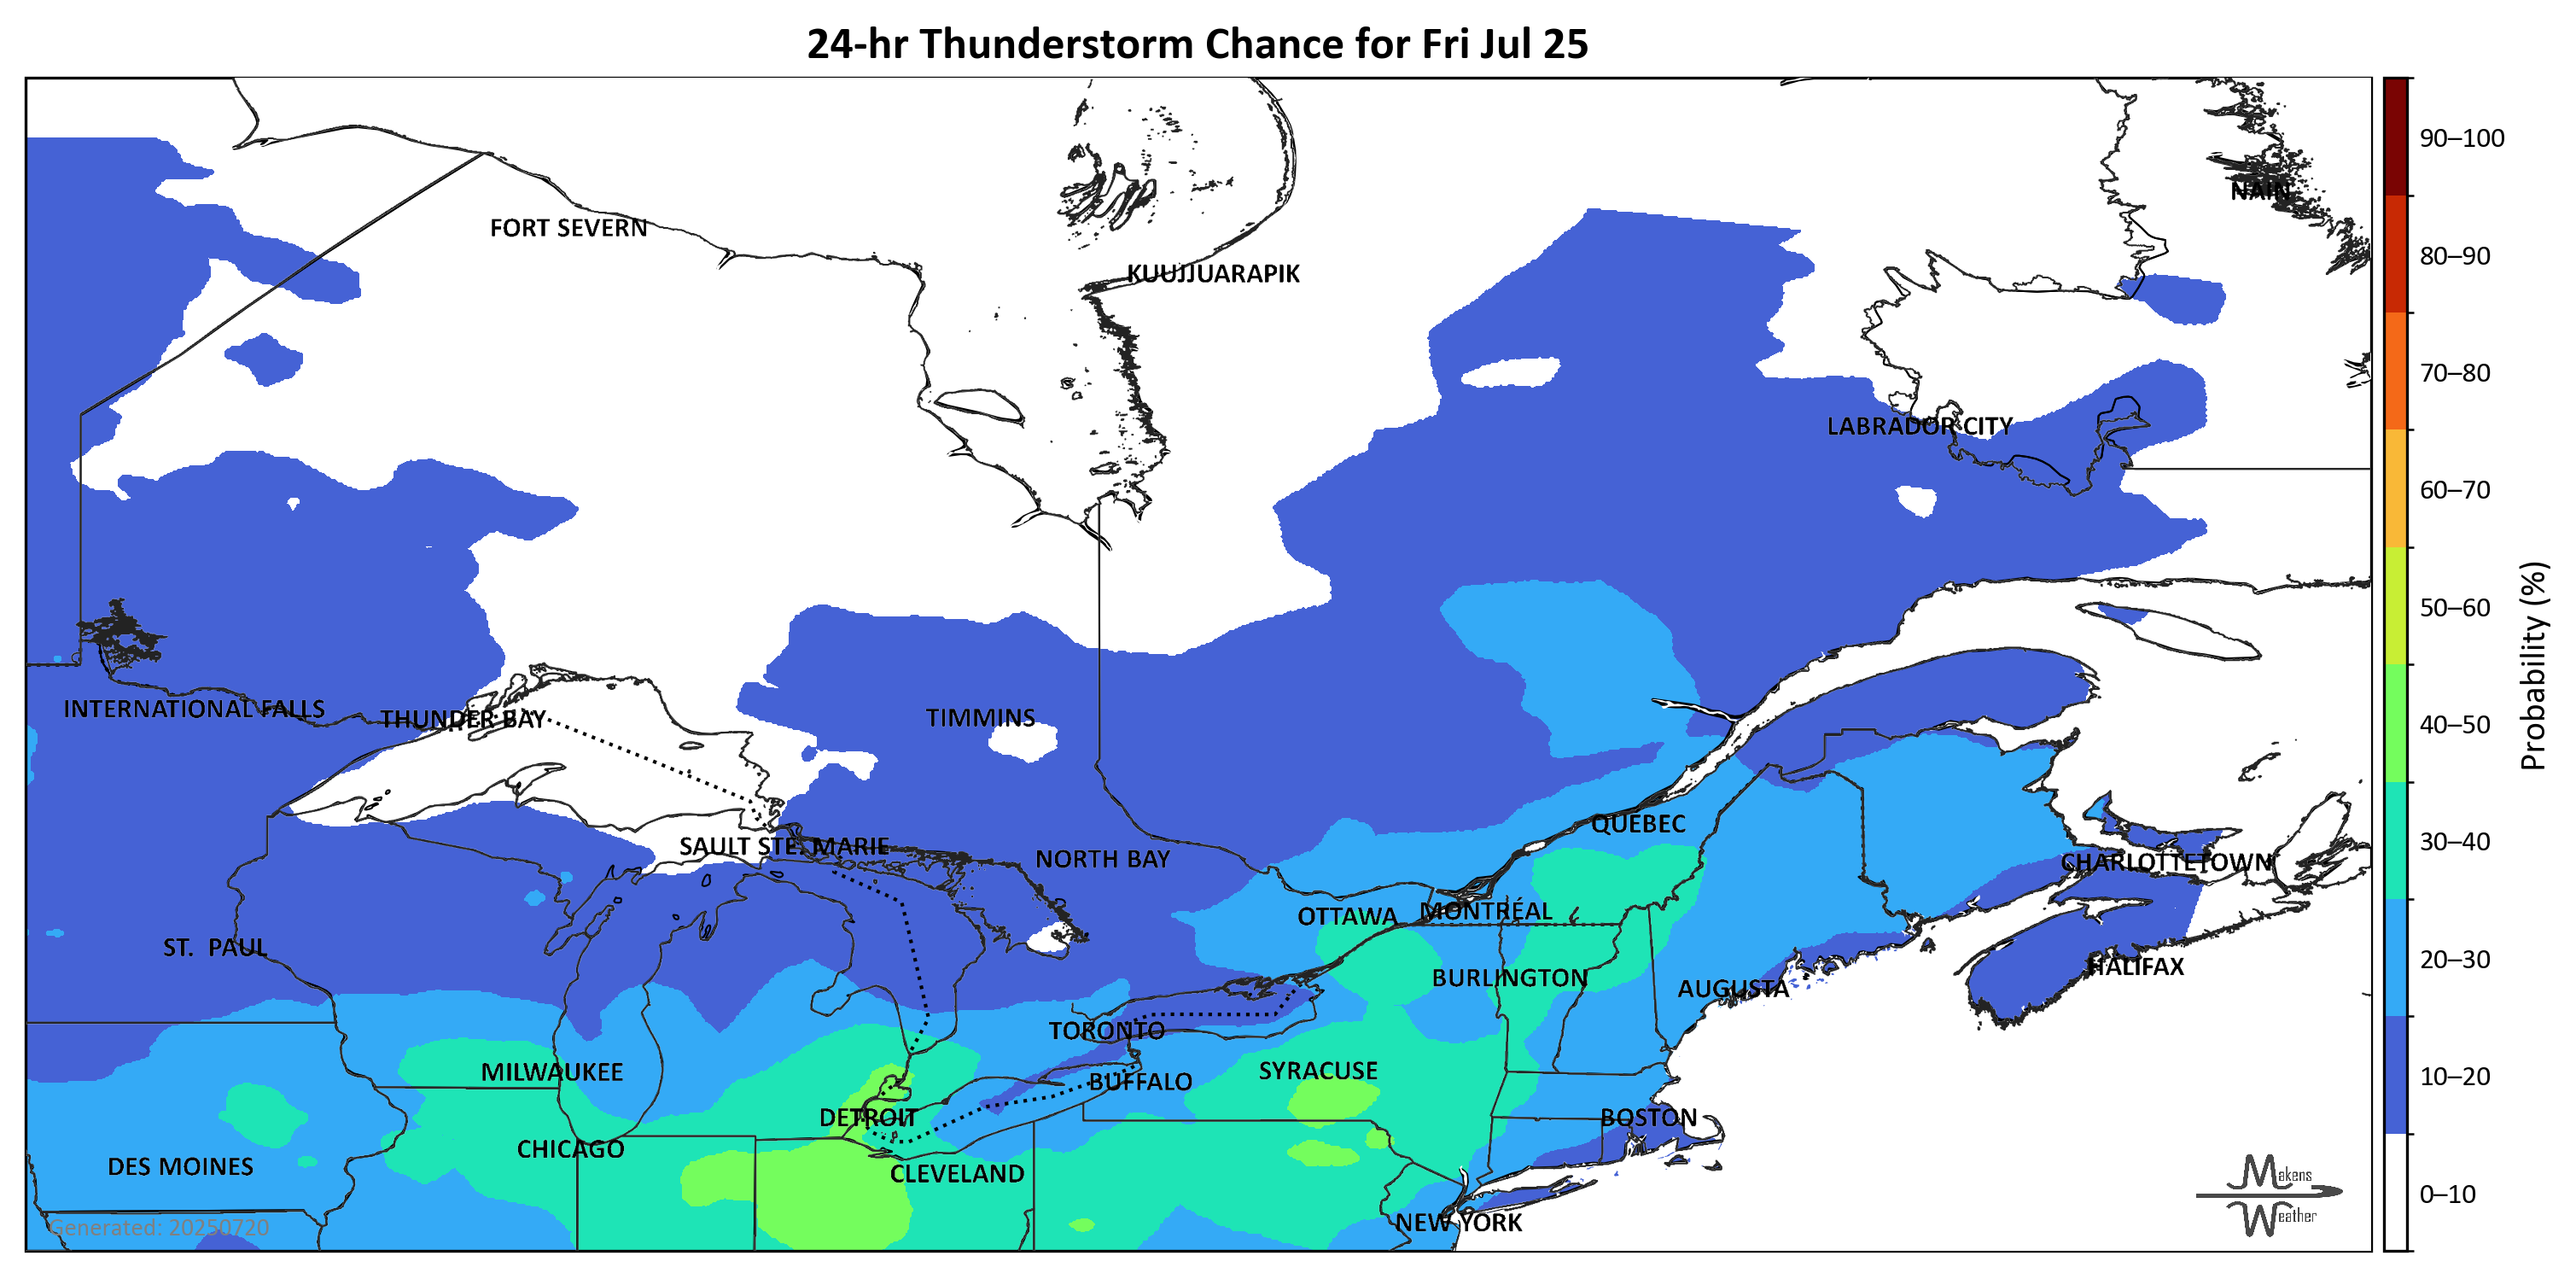 24-hr Thunderstorm Chance for Fri Jul 25
NAIN
FORT SEVERN
KUUJJUARAPIK
LABRADOR CITY
INTERNATIONAL FALLS
THUNDER BAY
TIMMINS
QUEBEC
SAULT STE. MARIE
NORTH BAY
CHARLOTTETOWN
OTTAWA
MONTRÉAL
ST. PAUL
BURLINGTON
AUGUSTA
HALIFAX
TORONTO
MILWAUKEE
SYRACUSE
BUFFALO
DETROIT
BOSTON
CHICAGO
DES MOINES
CLEVELAND
NEW YORK
Generated: 20250720
Makens
Weather
90–100
80–90
70–80
60–70
50–60
40–50
30–40
20–30
10–20
0–10
Probability (%)